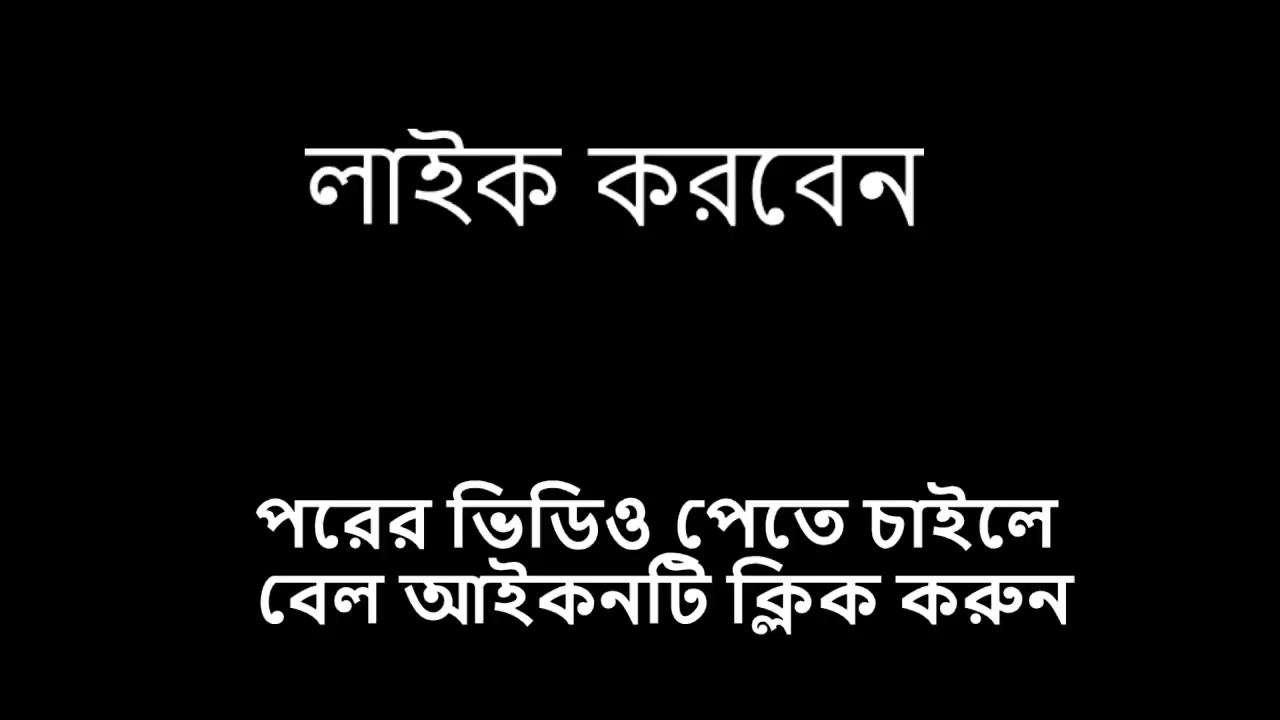 লাইক করবেন
পরের ভিডিও পেতে চাইলে
বেল আইকনটি ক্লিক করুন